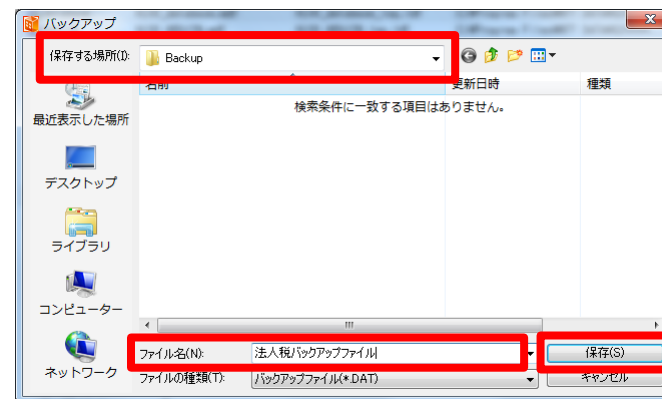 バックアップ
保存する場所(I):
Backup
名前
更新日時
種類
検索条件に一致する項目はありません。
最近表示した場所
デスクトップ
ライブラリ
コンピューター
ネットワーク
ファイル名(N):
法人税バックアップファイル
保存(S)
ファイルの種類(T):
バックアップファイル(*.DAT)
キャンセル